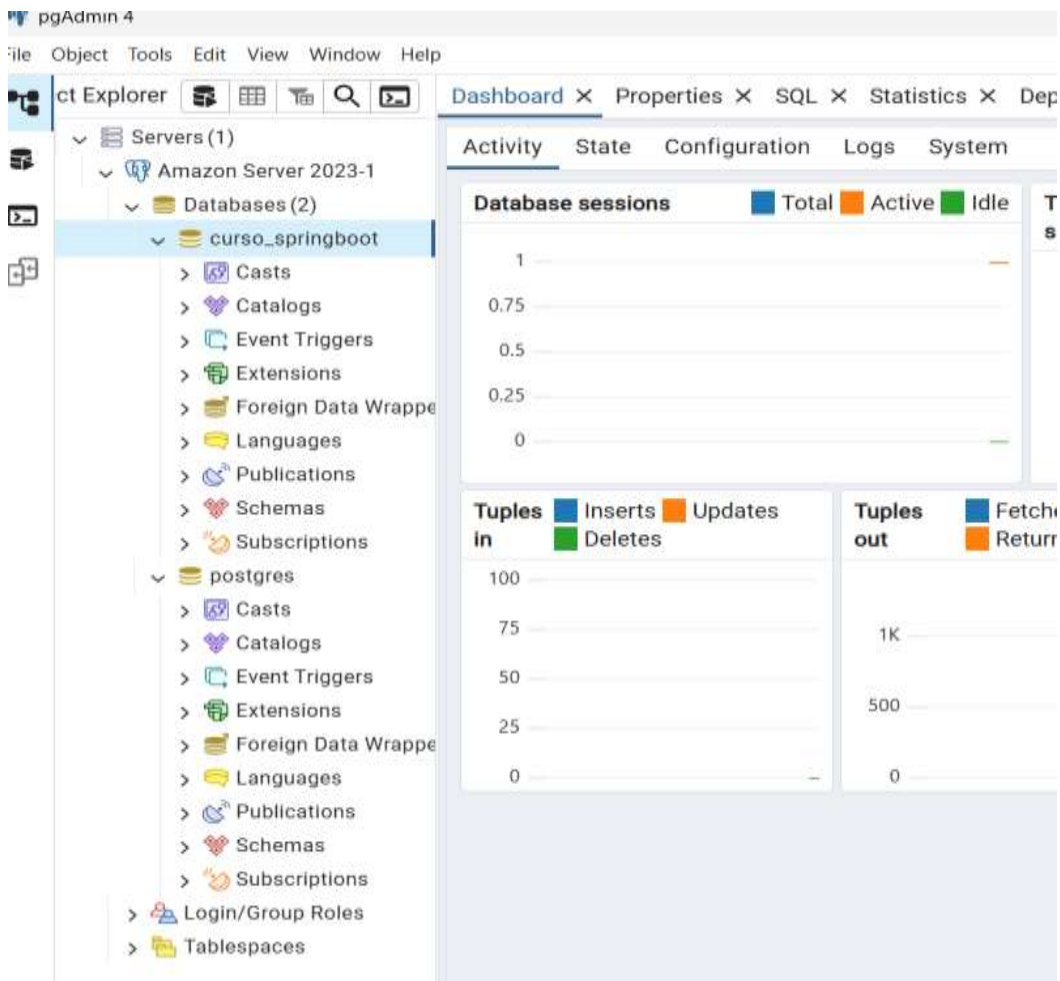 pgAdmin 4
File Object Tools Edit View Window Help
ct Explorer
Dashboard Properties SQL Statistics Dep
Servers (1)
Amazon Server 2023-1
Databases (2)
curso_springboot
Casts
Catalogs
Event Triggers
Extensions
Foreign Data Wrappe
Languages
Publications
Schemas
Subscriptions
postgres
Casts
Catalogs
Event Triggers
Extensions
Foreign Data Wrappe
Languages
Publications
Schemas
Subscriptions
Login/Group Roles
Tablespaces
Activity State Configuration Logs System
Database sessions Total Active Idle
1
0.75
0.5
0.25
0
T
s
Tuples in
Inserts Updates
Deletes
100
75
50
25
0
Tuples out
Fetche
Return
1K
500
0